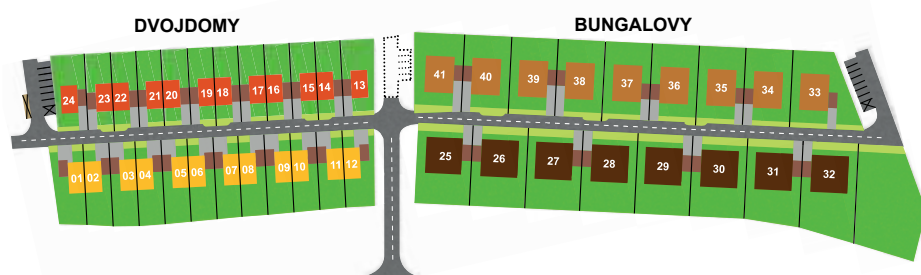 DVOJDOMY
BUNGALOVY
24 23 22 21 20 19 18 17 16 15 14 13
41 40 39 38 37 36 35 34 33
01 02 03 04 05 06 07 08 09 10 11 12
25 26 27 28 29 30 31 32